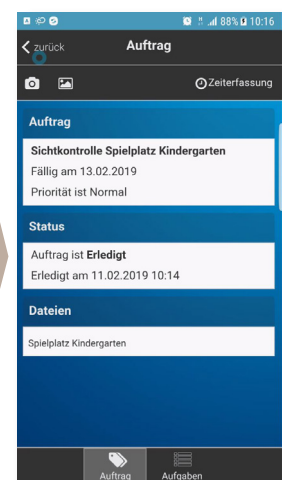 88% 10:16
zurück
Auftrag
Zeiterfassung
Auftrag
Sichtkontrolle Spielplatz Kindergarten
Fällig am 13.02.2019
Priorität ist Normal
Status
Auftrag ist Erledigt
Erledigt am 11.02.2019 10:14
Dateien
Spielplatz Kindergarten
Auftrag
Aufgaben